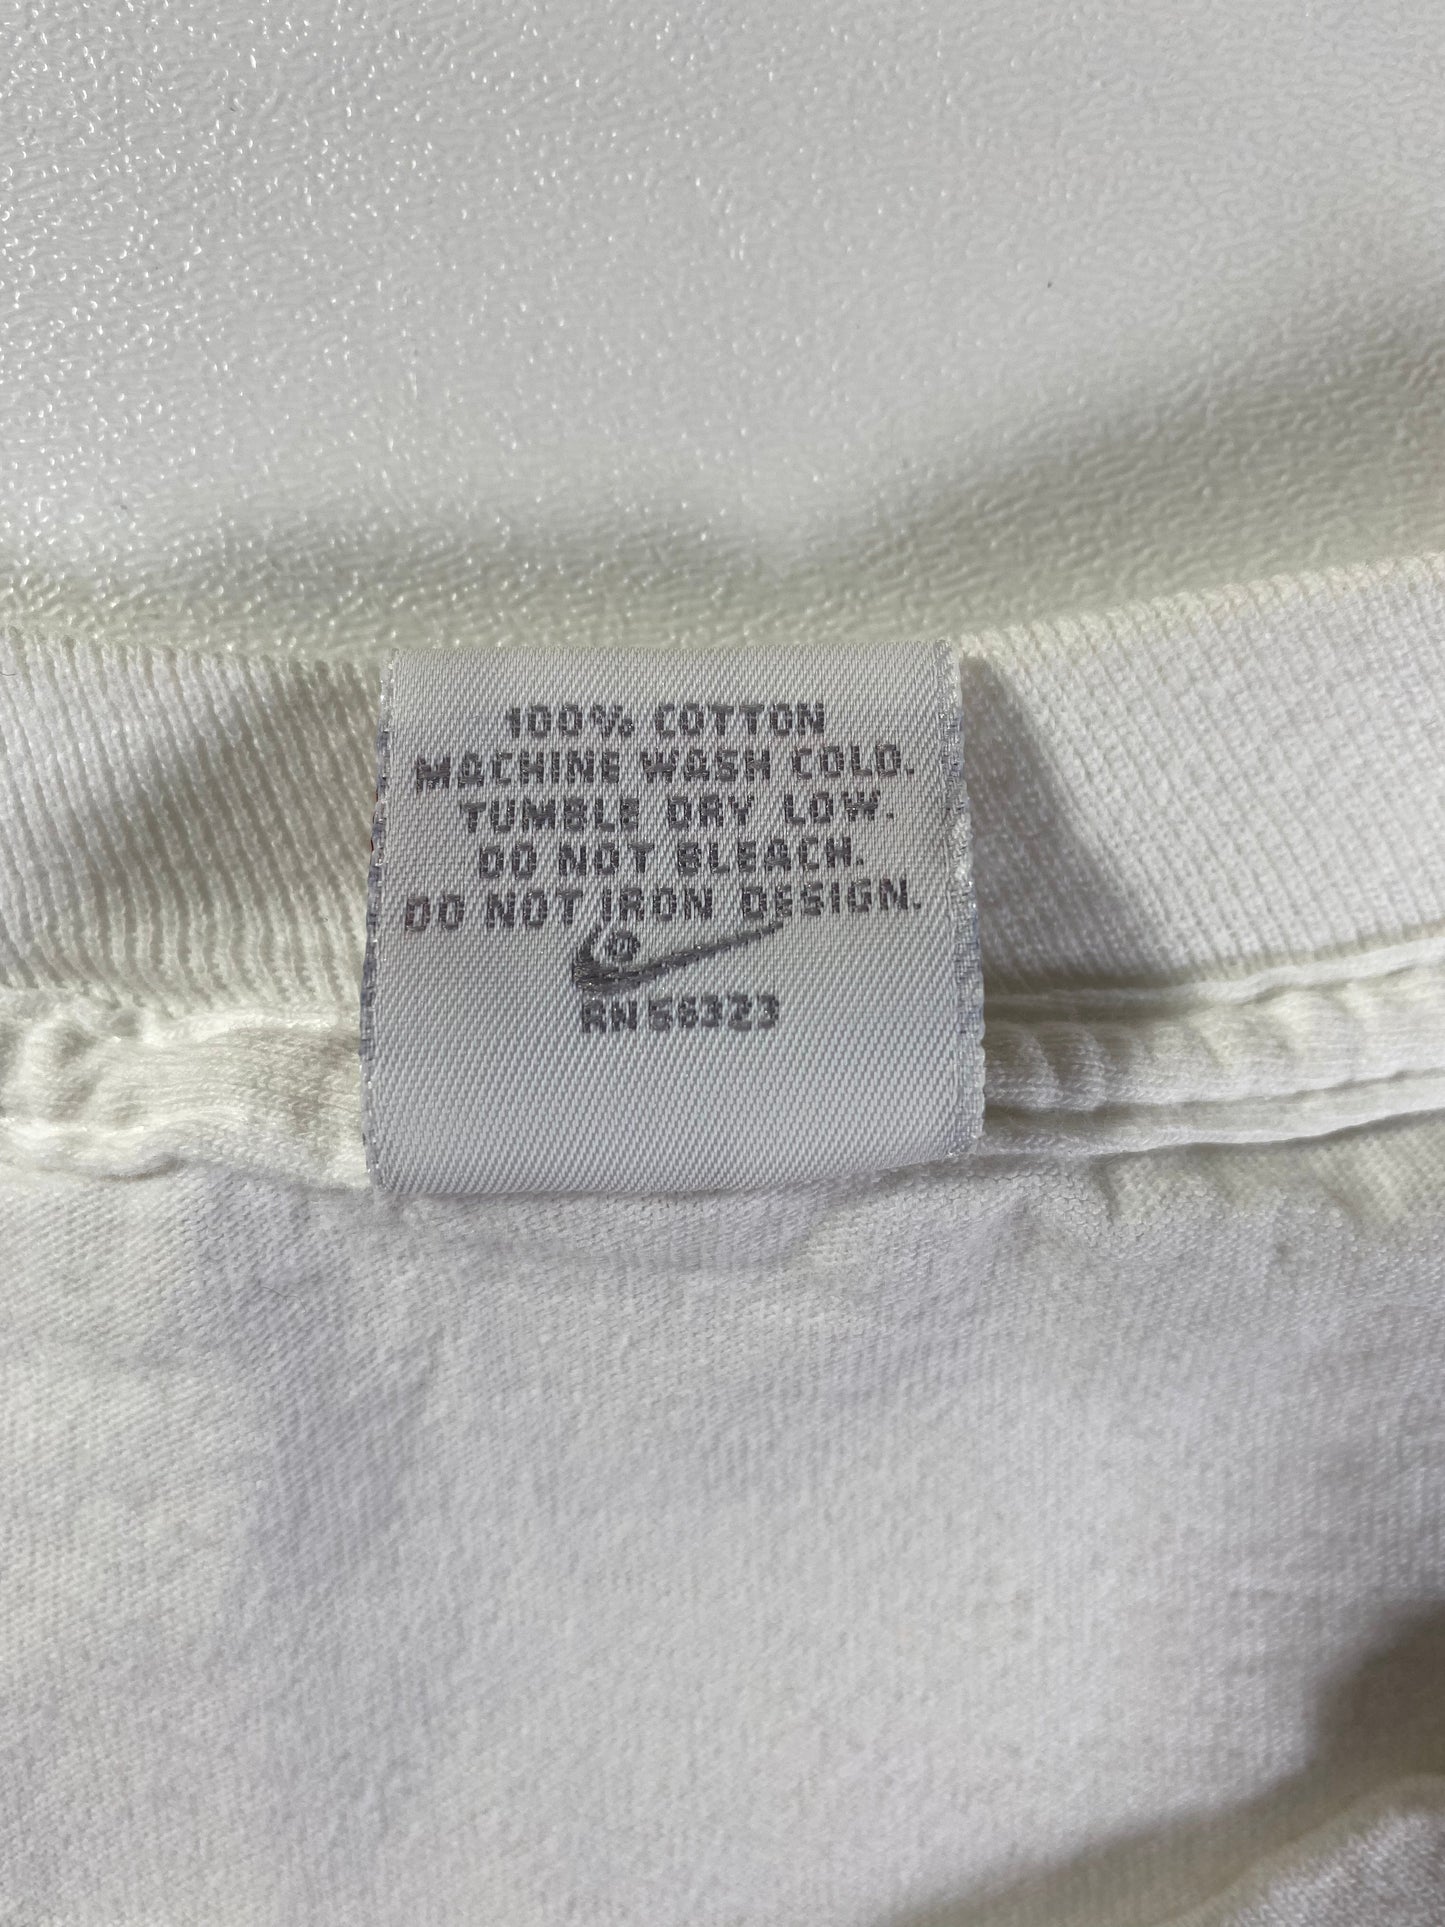 100% COTTON
MACHINE WASH COLD.
TUMBLE DRY LOW.
DO NOT BLEACH.
DO NOT IRON DESIGN.
®
RN 56323